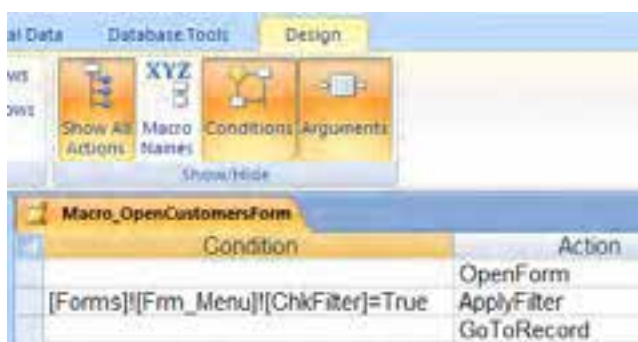 al Data Database Tools Design
ws
ows
Show All Actions
XYZ Macro Names
Conditions
Arguments
Show/Hide
Macro_OpenCustomersForm
Condition Action
OpenForm
[Forms]![Frm_Menu]![ChkFilter]=True ApplyFilter
GoToRecord